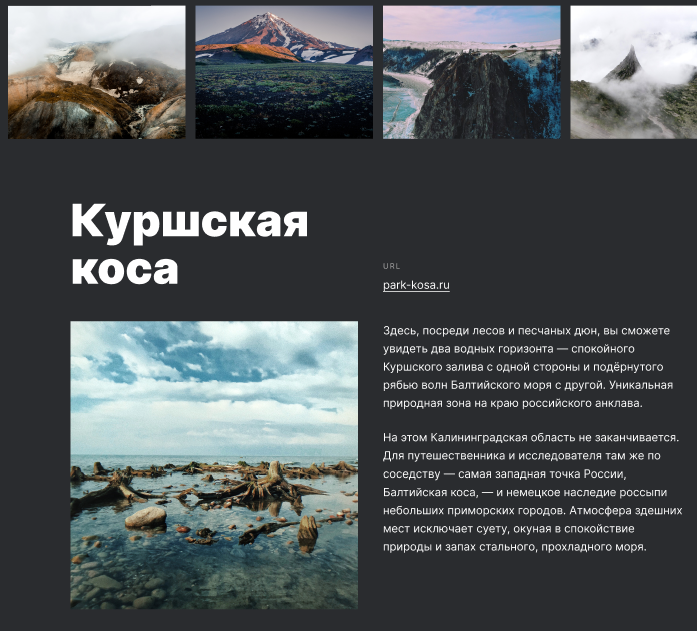 Куршская
коса
URL
park-kosa.ru
Здесь, посреди лесов и песчаных дюн, вы сможете
увидеть два водных горизонта — спокойного
Куршского залива с одной стороны и подёрнутого
рябью волн Балтийского моря с другой. Уникальная
природная зона на краю российского анклава.
На этом Калининградская область не заканчивается.
Для путешественника и исследователя там же по
соседству — самая западная точка России,
Балтийская коса, — и немецкое наследие россыпи
небольших приморских городов. Атмосфера здешних
мест исключает суету, окуная в спокойствие
природы и запах стального, прохладного моря.